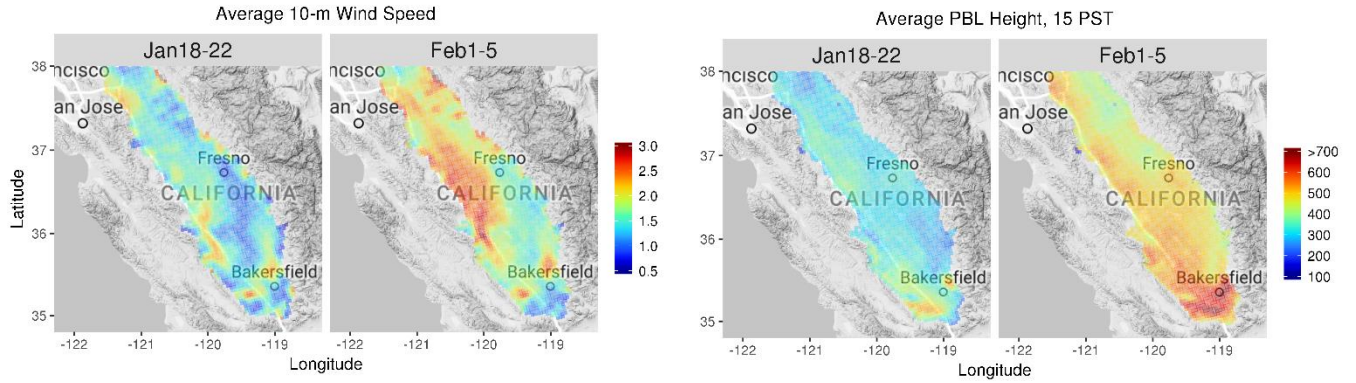 Average 10-m Wind Speed
Jan18-22
Feb1-5
38
37
36
35
Latitude
ncisco
an Jose
Fresno
CALIFORNIA
Bakersfield
ncisco
an Jose
Fresno
CALIFORNIA
Bakersfield
-122
-121
-120
-119
-122
-121
-120
-119
Longitude
3.0
2.5
2.0
1.5
1.0
0.5
Average PBL Height, 15 PST
Jan18-22
Feb1-5
38
37
36
35
ncisco
an Jose
Fresno
CALIFORNIA
Bakersfield
ncisco
an Jose
Fresno
CALIFORNIA
Bakersfield
-122
-121
-120
-119
-122
-121
-120
-119
Longitude
>700
600
500
400
300
200
100